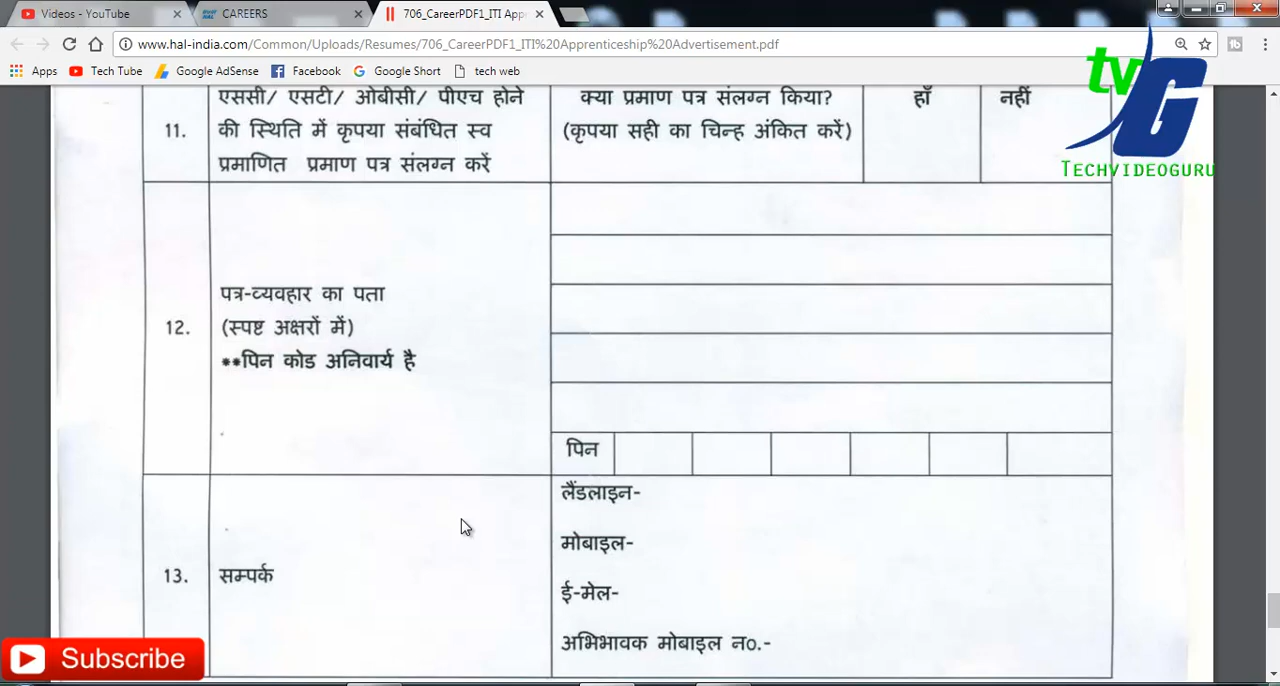 Videos - YouTube
CAREERS
706_CareerPDF1_ITI App
www.hal-india.com/Common/Uploads/Resumes/706_CareerPDF1_ITI%20Apprenticeship%20Advertisement.pdf
Apps
Tech Tube
Google AdSense
Facebook
Google Short
tech web
tvG
TECHVIDEOGURU
11.
एससी/ एसटी/ ओबीसी/ पीएच होने
की स्थिति में कृपया संबंधित स्व
प्रमाणित प्रमाण पत्र संलग्न करें
क्या प्रमाण पत्र संलग्न किया?
(कृपया सही का चिन्ह अंकित करें)
हाँ
नहीं
12.
पत्र-व्यवहार का पता
(स्पष्ट अक्षरों में)
**पिन कोड अनिवार्य है
पिन
13.
सम्पर्क
लैंडलाइन-
मोबाइल-
ई-मेल-
अभिभावक मोबाइल न०.-
Subscribe